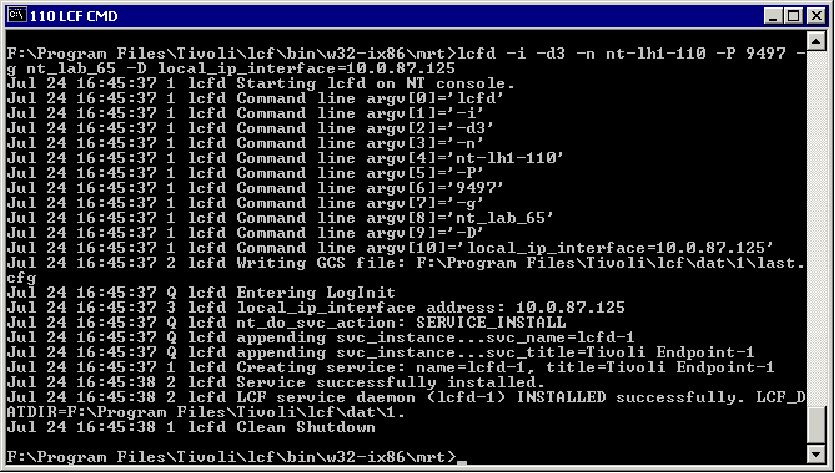 110 LCF CMD
F:\Program Files\Tivoli\lcf\bin\w32-ix86\mrt>lcfd -i -d3 -n nt-lh1-110 -P 9497 -
g nt_lab_65 -D local_ip_interface=10.0.87.125
Jul 24 16:45:37 1 lcfd Starting lcfd on NT console.
Jul 24 16:45:37 1 lcfd Command line argv[0]='lcfd'
Jul 24 16:45:37 1 lcfd Command line argv[1]='-i'
Jul 24 16:45:37 1 lcfd Command line argv[2]='-d3'
Jul 24 16:45:37 1 lcfd Command line argv[3]='-n'
Jul 24 16:45:37 1 lcfd Command line argv[4]='nt-lh1-110'
Jul 24 16:45:37 1 lcfd Command line argv[5]='-P'
Jul 24 16:45:37 1 lcfd Command line argv[6]='9497'
Jul 24 16:45:37 1 lcfd Command line argv[7]='-g'
Jul 24 16:45:37 1 lcfd Command line argv[8]='nt_lab_65'
Jul 24 16:45:37 1 lcfd Command line argv[9]='-D'
Jul 24 16:45:37 1 lcfd Command line argv[10]='local_ip_interface=10.0.87.125'
Jul 24 16:45:37 2 lcfd Writing GCS file: F:\Program Files\Tivoli\lcf\dat\1\last.
cfg
Jul 24 16:45:37 Q lcfd Entering LogInit
Jul 24 16:45:37 3 lcfd local_ip_interface address: 10.0.87.125
Jul 24 16:45:37 Q lcfd nt_do_svc_action: SERVICE_INSTALL
Jul 24 16:45:37 Q lcfd appending svc_instance...svc_name=lcfd-1
Jul 24 16:45:37 Q lcfd appending svc_instance...svc_title=Tivoli Endpoint-1
Jul 24 16:45:37 1 lcfd Creating service: name=lcfd-1, title=Tivoli Endpoint-1
Jul 24 16:45:38 2 lcfd Service successfully installed.
Jul 24 16:45:38 2 lcfd LCF service daemon (lcfd-1) INSTALLED successfully. LCF_D
ATDIR=F:\Program Files\Tivoli\lcf\dat\1.
Jul 24 16:45:38 1 lcfd Clean Shutdown
F:\Program Files\Tivoli\lcf\bin\w32-ix86\mrt>_